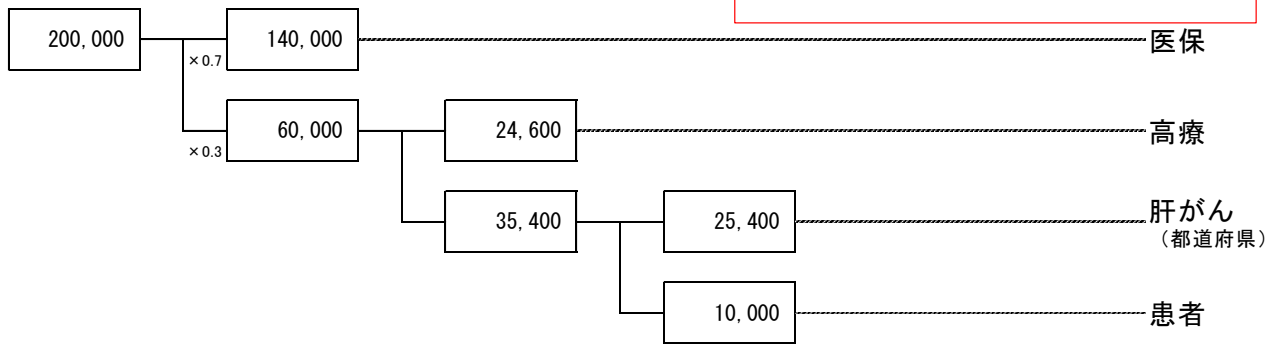 200,000 140,000 医保
×0.7
60,000 24,600 高療
×0.3
35,400 25,400 肝がん
（都道府県）
10,000 患者